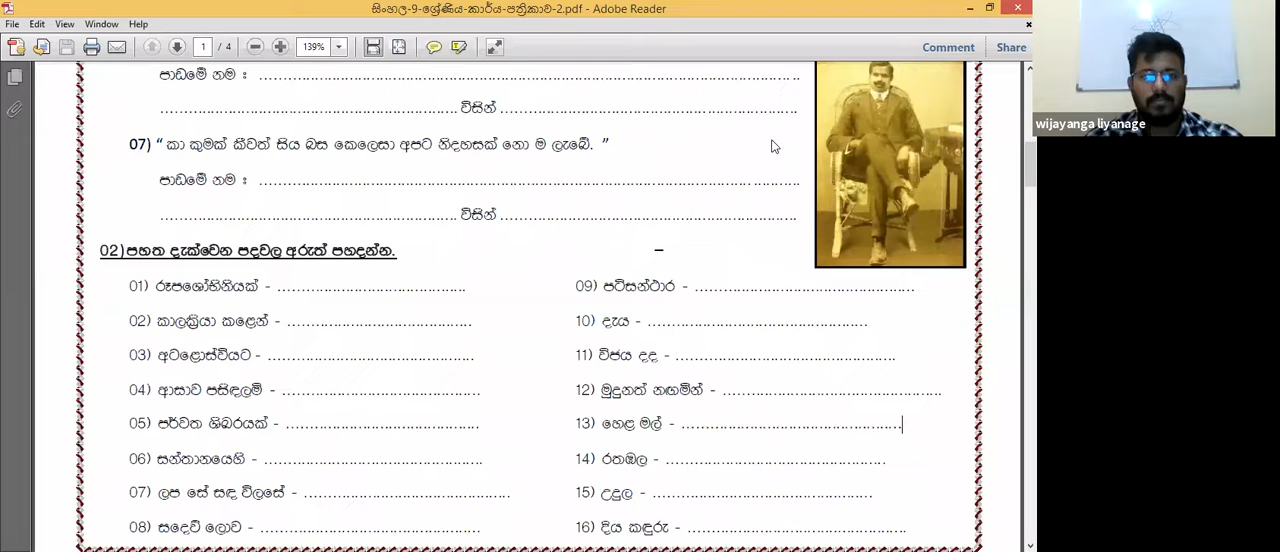 සිංහල-9-ශ්‍රේණිය-කාර්ය-පත්‍රිකාව-2.pdf - Adobe Reader
File Edit View Window Help
1 / 4 139% Comment Share
wijayanga liyanage
පාඩමේ නම : ........................................................
........................................ විසින් ........................................
07) “ කා කුමක් කීවත් සිය බස කෙලෙසා අපට නිදහසක් නො ම ලැබේ. ”
පාඩමේ නම : ........................................................
........................................ විසින් ........................................
02) පහත දැක්වෙන පදවල අරුත් පහදන්න. –
01) රූපශෝභිනියක් - ........................................
02) කාලක්‍රියා කළෙන් - ........................................
03) අටළොස්වියට - ........................................
04) ආසාව පසිඳලමි - ........................................
05) පර්වත ශිඛරයක් - ........................................
06) සන්තානයෙහි - ........................................
07) ලප සේ සඳ විලසේ - ........................................
08) සදෙව් ලොව - ........................................
09) පටිසන්ථාර - ........................................
10) දැය - ........................................
11) විජය දද - ........................................
12) මුදුනත් නඟමින් - ........................................
13) හෙළ මල් - ........................................
14) රතඹල - ........................................
15) උදුල - ........................................
16) දිය කඳුරු - ........................................